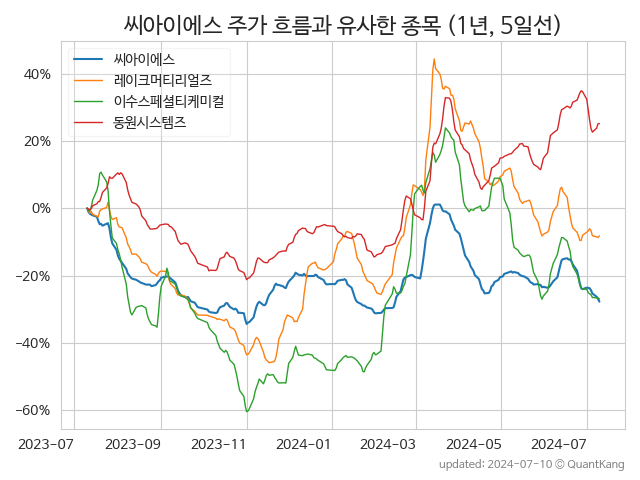 씨아이에스 주가 흐름과 유사한 종목 (1년, 5일선)
씨아이에스
레이크머티리얼즈
이수스페셜티케미컬
동원시스템즈
40%
20%
0%
−20%
−40%
−60%
2023-07 2023-09 2023-11 2024-01 2024-03 2024-05 2024-07
updated: 2024-07-10 © QuantKang